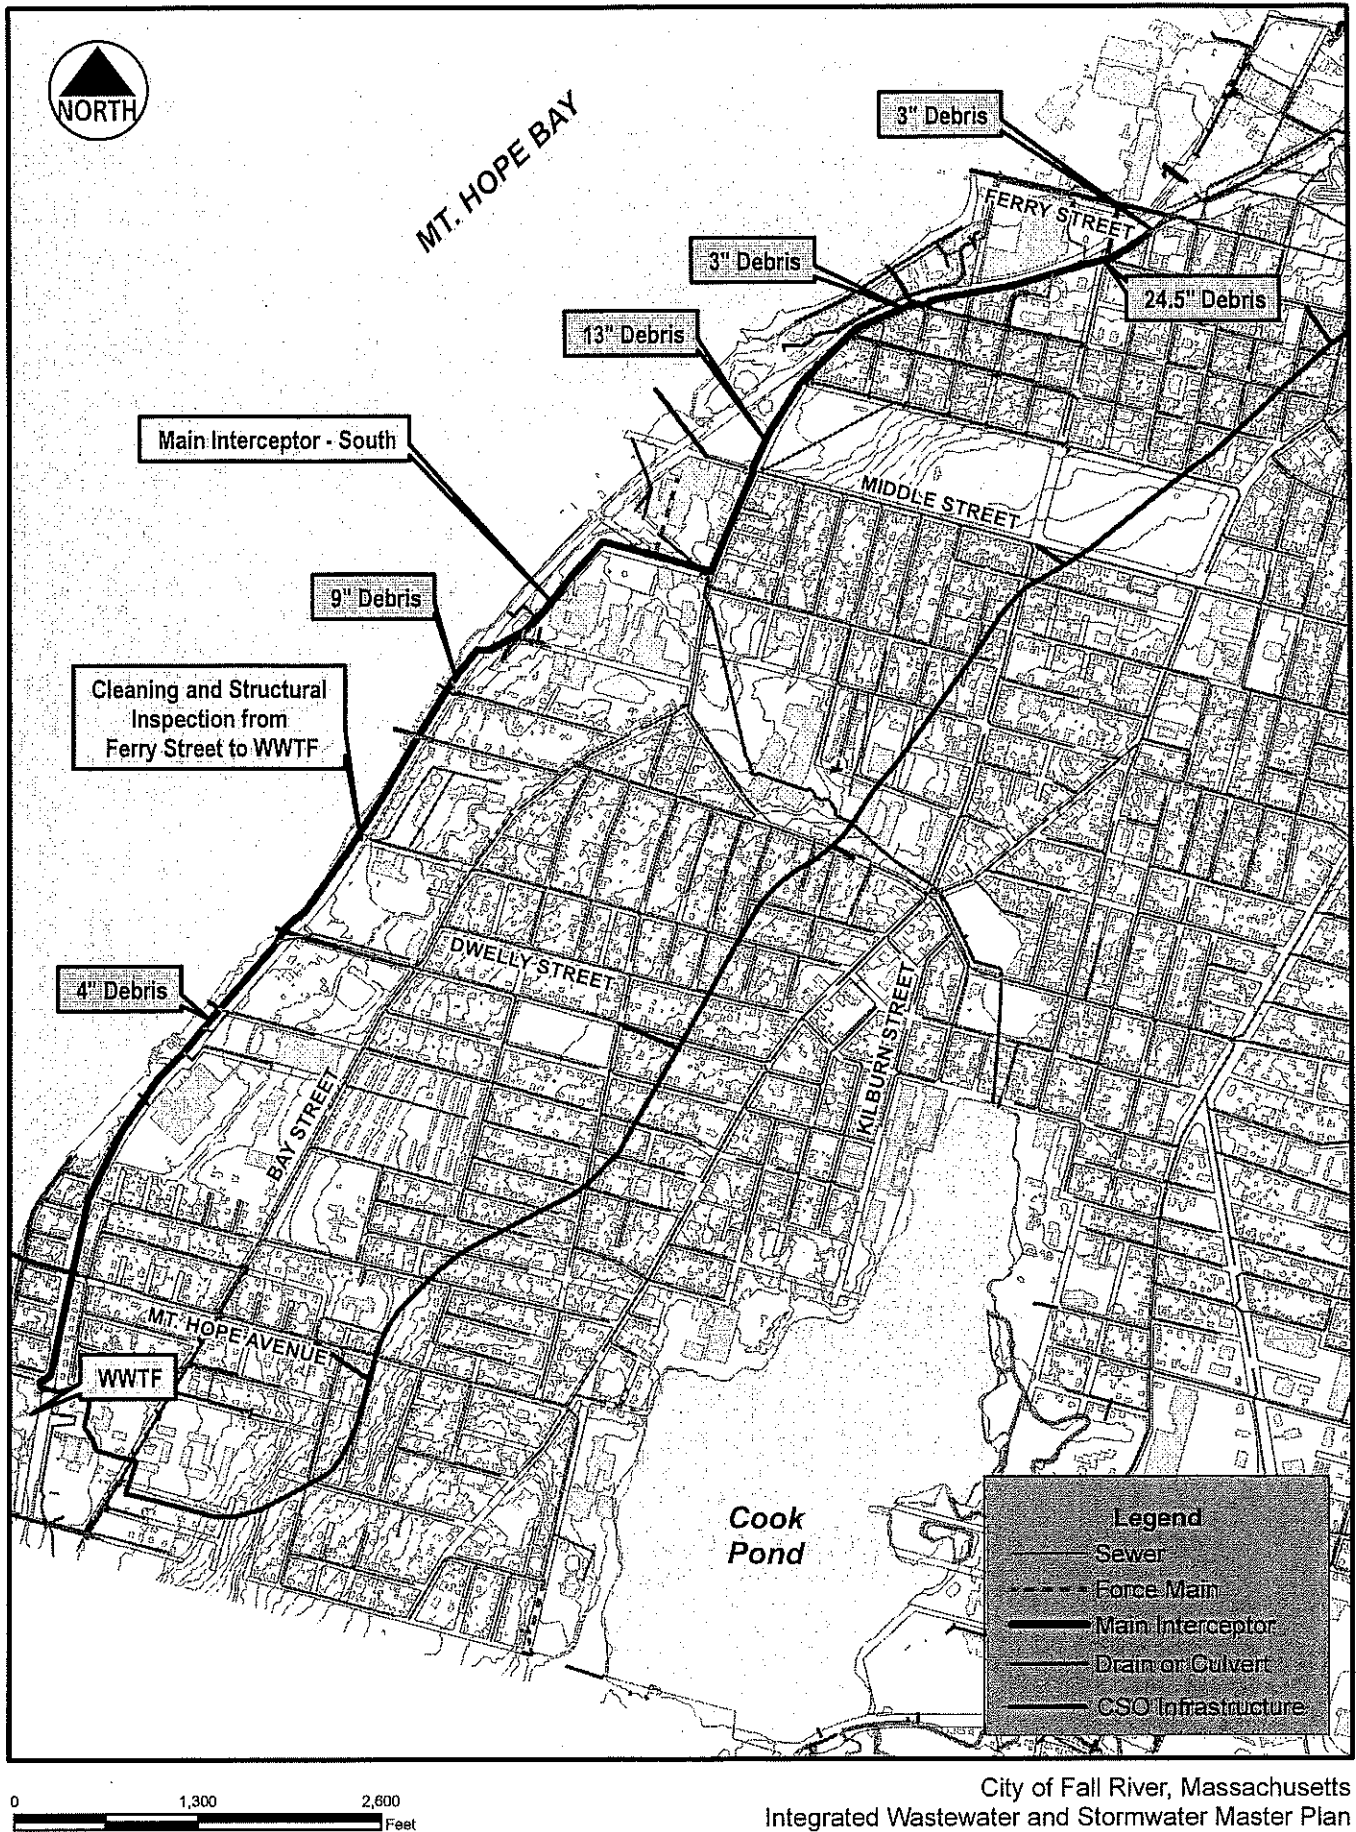 NORTH
MT. HOPE BAY
3" Debris
FERRY STREET
3" Debris
24.5" Debris
13" Debris
Main Interceptor - South
MIDDLE STREET
9" Debris
Cleaning and Structural
Inspection from
Ferry Street to WWTF
DWELLY STREET
4" Debris
KILBURN STREET
BAY STREET
MT. HOPE AVENUE
WWTF
Cook
Pond
Legend
Sewer
Force Main
Main Interceptor
Drain or Culvert
CSO Infrastructure
0 1,300 2,600
Feet
City of Fall River, Massachusetts
Integrated Wastewater and Stormwater Master Plan